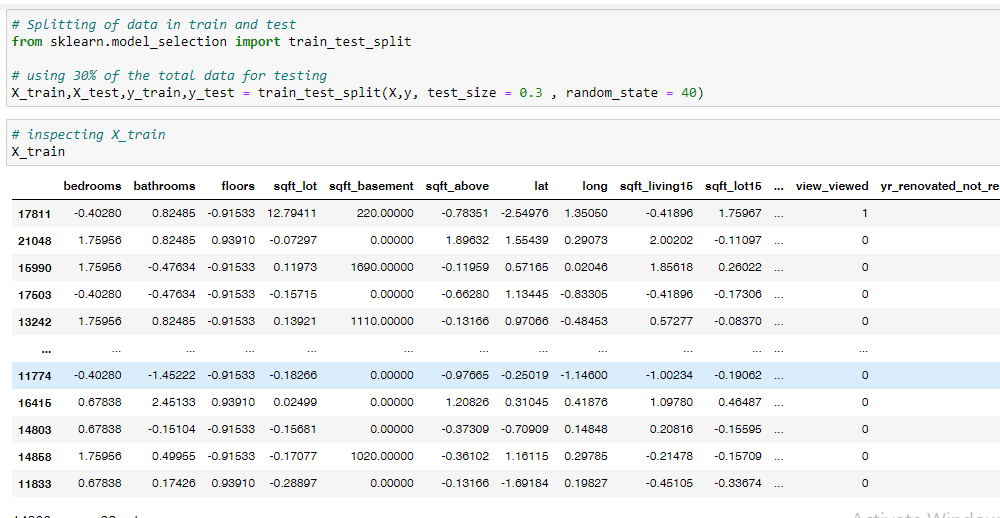 # Splitting of data in train and test
from sklearn.model_selection import train_test_split
# using 30% of the total data for testing
X_train,X_test,y_train,y_test = train_test_split(X,y, test_size = 0.3 , random_state = 40)
# inspecting X_train
X_train
bedrooms bathrooms floors sqft_lot sqft_basement sqft_above lat long sqft_living15 sqft_lot15 ... view_viewed yr_renovated_not_re
17811 -0.40280 0.82485 -0.91533 12.79411 220.00000 -0.78351 -2.54976 1.35050 -0.41896 1.75967 ... 1
21048 1.75956 0.82485 0.93910 -0.07297 0.00000 1.89632 1.55439 0.29073 2.00202 -0.11097 ... 0
15990 1.75956 -0.47634 -0.91533 0.11973 1690.00000 -0.11959 0.57165 0.02046 1.85618 0.26022 ... 0
17503 -0.40280 -0.47634 -0.91533 -0.15715 0.00000 -0.66280 1.13445 -0.83305 -0.41896 -0.17306 ... 0
13242 1.75956 0.82485 -0.91533 0.13921 1110.00000 -0.13166 0.97066 -0.48453 0.57277 -0.08370 ... 0
... ... ... ... ... ... ... ... ... ... ... ... ...
11774 -0.40280 -1.45222 -0.91533 -0.18266 0.00000 -0.97665 -0.25019 -1.14600 -1.00234 -0.19062 ... 0
16415 0.67838 2.45133 0.93910 0.02499 0.00000 1.20826 0.31045 0.41876 1.09780 0.46487 ... 0
14803 0.67838 -0.15104 -0.91533 -0.15681 0.00000 -0.37309 -0.70909 0.14848 0.20816 -0.15595 ... 0
14858 1.75956 0.49955 -0.91533 -0.17077 1020.00000 -0.36102 1.16115 0.29785 -0.21478 -0.15709 ... 0
11833 0.67838 0.17426 0.93910 -0.28897 0.00000 -0.13166 -1.69184 0.19827 -0.45105 -0.33674 ... 0